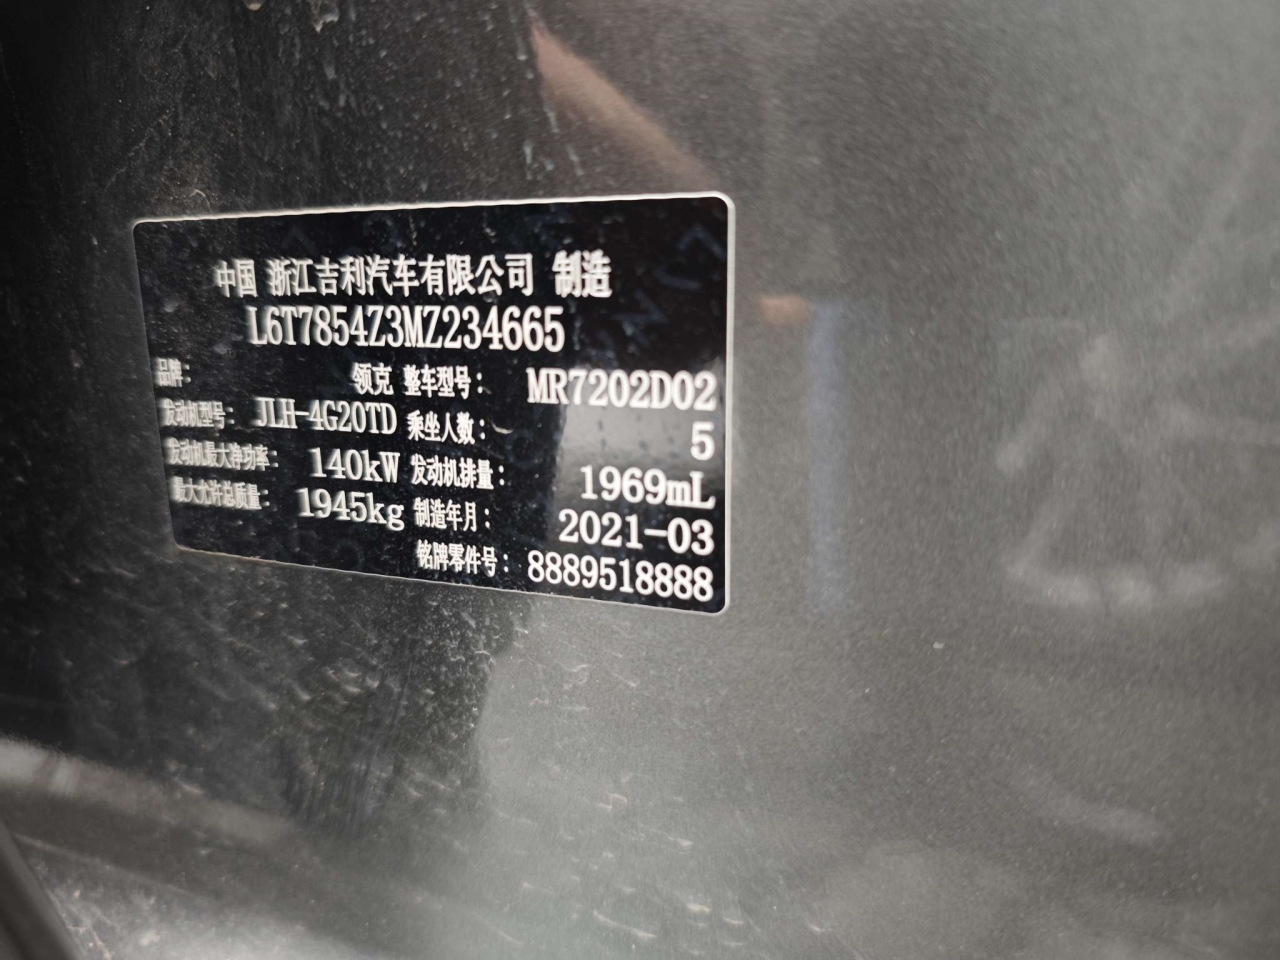 中国 浙江吉利汽车有限公司 制造
L6T7854Z3MZ234665
品牌： 领克 整车型号： MR7202D02
发动机型号： JLH-4G20TD 乘坐人数： 5
发动机最大净功率： 140kW 发动机排量： 1969mL
最大允许总质量： 1945kg 制造年月： 2021-03
铭牌零件号： 8889518888